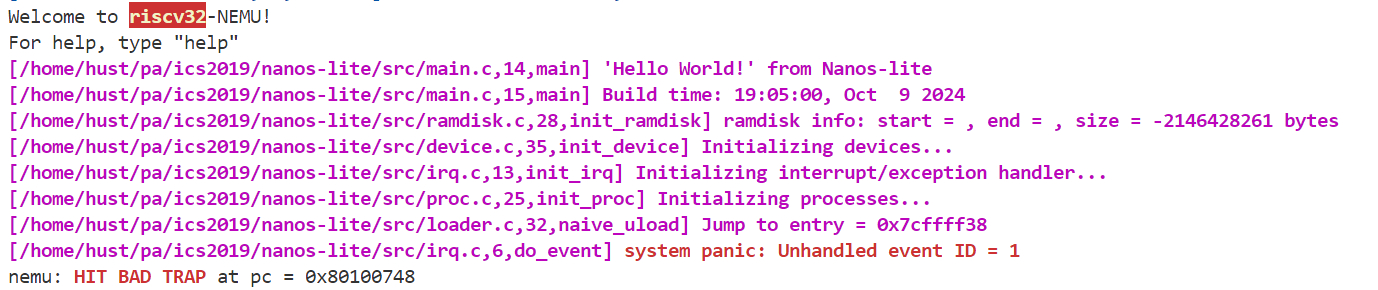 Welcome to riscv32-NEMU!
For help, type "help"
[/home/hust/pa/ics2019/nanos-lite/src/main.c,14,main] 'Hello World!' from Nanos-lite
[/home/hust/pa/ics2019/nanos-lite/src/main.c,15,main] Build time: 19:05:00, Oct  9 2024
[/home/hust/pa/ics2019/nanos-lite/src/ramdisk.c,28,init_ramdisk] ramdisk info: start = , end = , size = -2146428261 bytes
[/home/hust/pa/ics2019/nanos-lite/src/device.c,35,init_device] Initializing devices...
[/home/hust/pa/ics2019/nanos-lite/src/irq.c,13,init_irq] Initializing interrupt/exception handler...
[/home/hust/pa/ics2019/nanos-lite/src/proc.c,25,init_proc] Initializing processes...
[/home/hust/pa/ics2019/nanos-lite/src/loader.c,32,naive_uload] Jump to entry = 0x7cffff38
[/home/hust/pa/ics2019/nanos-lite/src/irq.c,6,do_event] system panic: Unhandled event ID = 1
nemu: HIT BAD TRAP at pc = 0x80100748